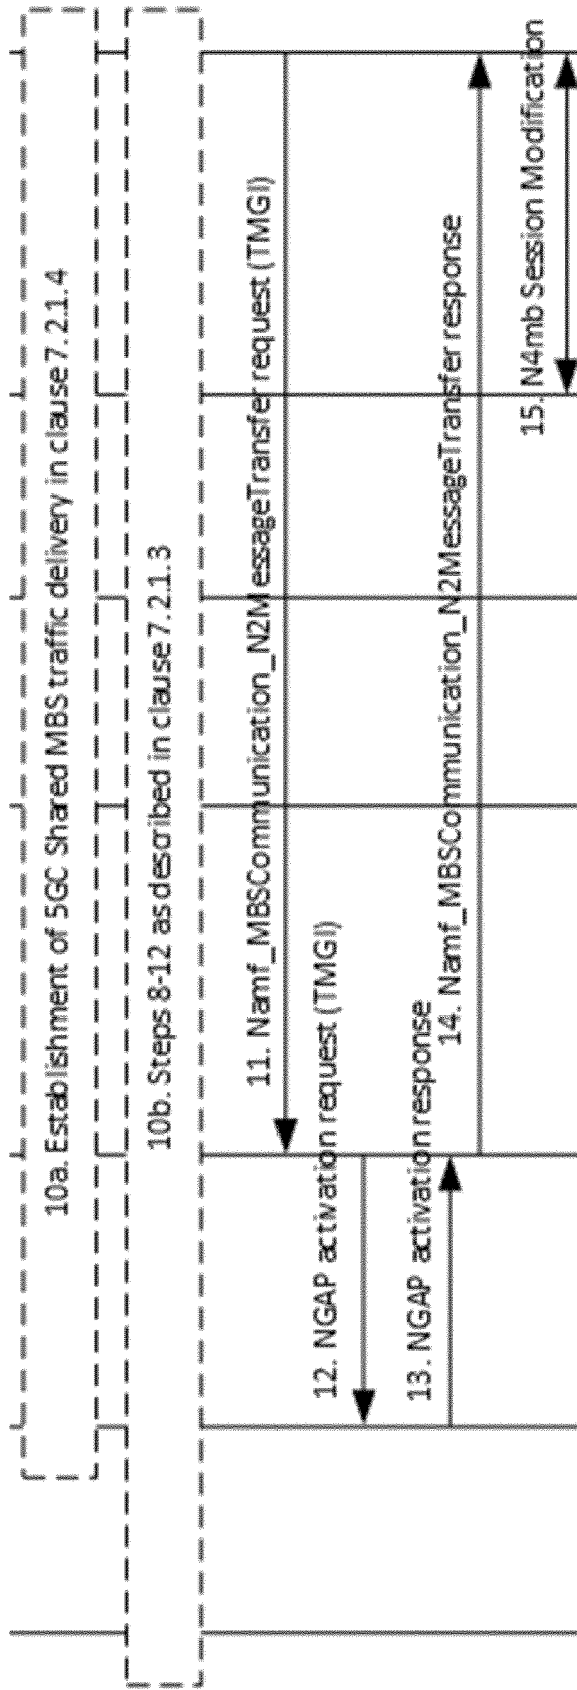 10a. Establishment of 5GC Shared MBS traffic delivery in clause 7.2.1.4
10b. Steps 8-12 as described in clause 7.2.1.3
11. Namf_MBSCommunication_N2MessageTransfer request (TMGI)
12. NGAP activation request (TMGI)
13. NGAP activation response
14. Namf_MBSCommunication_N2MessageTransfer response
15. N4mb Session Modification